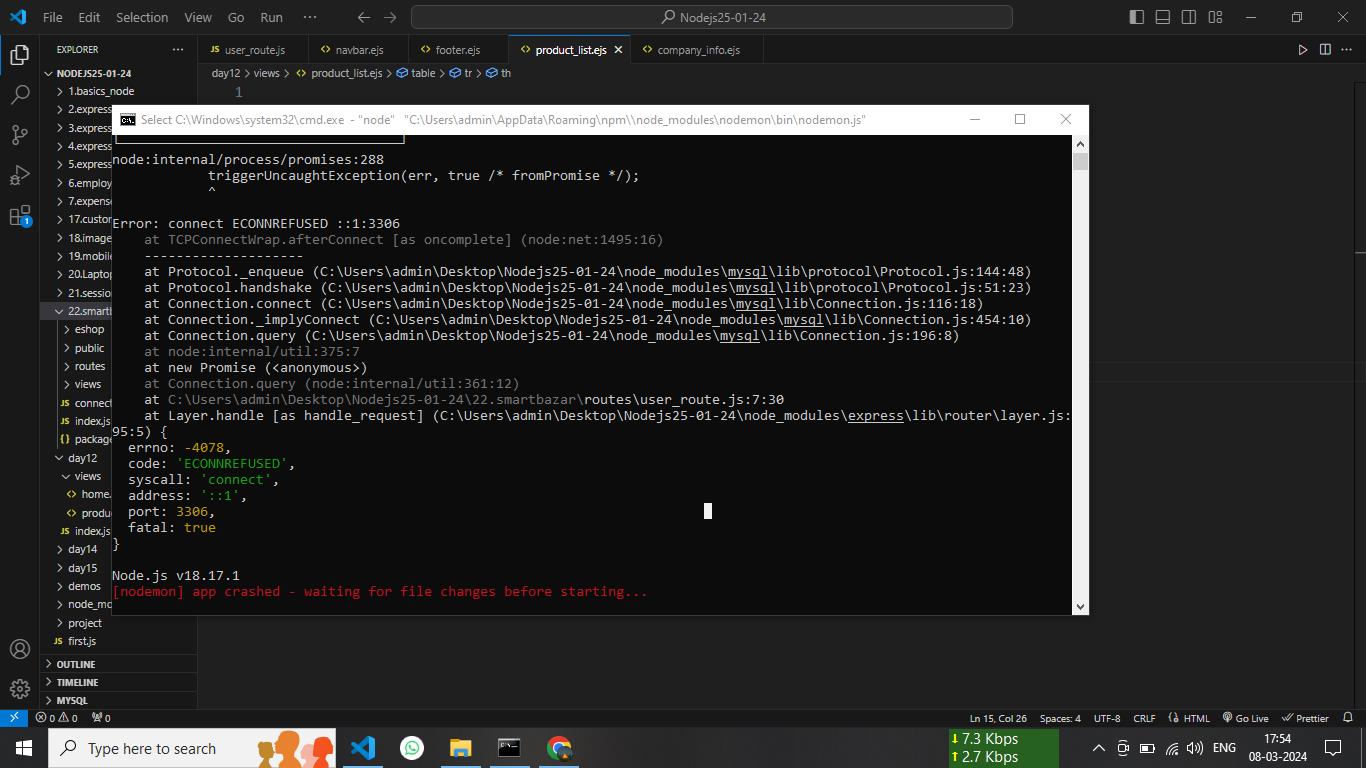 File Edit Selection View Go Run ··· Nodejs25-01-24
EXPLORER ···
JS user_route.js <> navbar.ejs <> footer.ejs <> product_list.ejs <> company_info.ejs
day12 > views > <> product_list.ejs > table > tr > th
1
NODEJS25-01-24
1.basics_node
2.express
3.express
4.express
5.express
6.employ
7.expens
17.custor
18.image
19.mobil
20.Laptop
21.sessio
22.smartl
eshop
public
routes
views
JS connect
JS index.js
{} package
day12
views
<> home.
<> produ
JS index.js
day14
day15
demos
node_mo
project
JS first.js
OUTLINE
TIMELINE
MYSQL
1
Select C:\Windows\system32\cmd.exe - "node" "C:\Users\admin\AppData\Roaming\npm\\node_modules\nodemon\bin\nodemon.js"
node:internal/process/promises:288
triggerUncaughtException(err, true /* fromPromise */);
^
Error: connect ECONNREFUSED ::1:3306
at TCPConnectWrap.afterConnect [as oncomplete] (node:net:1495:16)
--------------------
at Protocol._enqueue (C:\Users\admin\Desktop\Nodejs25-01-24\node_modules\mysql\lib\protocol\Protocol.js:144:48)
at Protocol.handshake (C:\Users\admin\Desktop\Nodejs25-01-24\node_modules\mysql\lib\protocol\Protocol.js:51:23)
at Connection.connect (C:\Users\admin\Desktop\Nodejs25-01-24\node_modules\mysql\lib\Connection.js:116:18)
at Connection._implyConnect (C:\Users\admin\Desktop\Nodejs25-01-24\node_modules\mysql\lib\Connection.js:454:10)
at Connection.query (C:\Users\admin\Desktop\Nodejs25-01-24\node_modules\mysql\lib\Connection.js:196:8)
at node:internal/util:375:7
at new Promise (<anonymous>)
at Connection.query (node:internal/util:361:12)
at C:\Users\admin\Desktop\Nodejs25-01-24\22.smartbazar\routes\user_route.js:7:30
at Layer.handle [as handle_request] (C:\Users\admin\Desktop\Nodejs25-01-24\node_modules\express\lib\router\layer.js:
95:5) {
errno: -4078,
code: 'ECONNREFUSED',
syscall: 'connect',
address: '::1',
port: 3306,
fatal: true
}
Node.js v18.17.1
[nodemon] app crashed - waiting for file changes before starting...
0 0 0 Ln 15, Col 26 Spaces: 4 UTF-8 CRLF HTML Go Live Prettier
Type here to search
7.3 Kbps
2.7 Kbps
ENG
17:54
08-03-2024